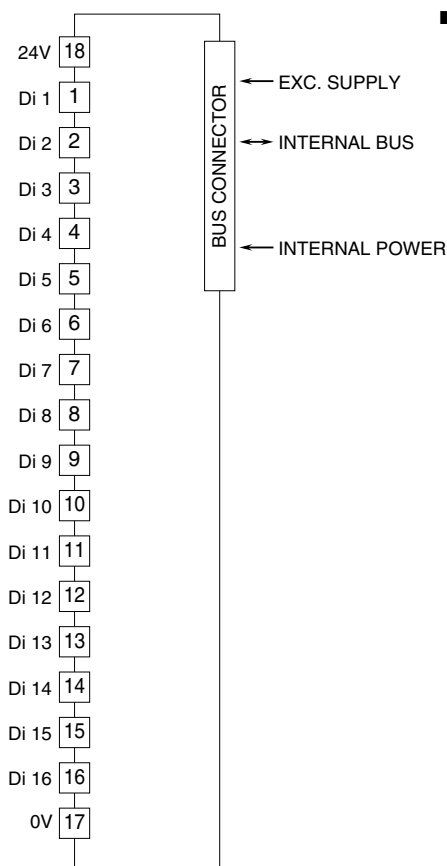 24V 18
Di 1 1
Di 2 2
Di 3 3
Di 4 4
Di 5 5
Di 6 6
Di 7 7
Di 8 8
Di 9 9
Di 10 10
Di 11 11
Di 12 12
Di 13 13
Di 14 14
Di 15 15
Di 16 16
0V 17
BUS CONNECTOR
EXC. SUPPLY
INTERNAL BUS
INTERNAL POWER